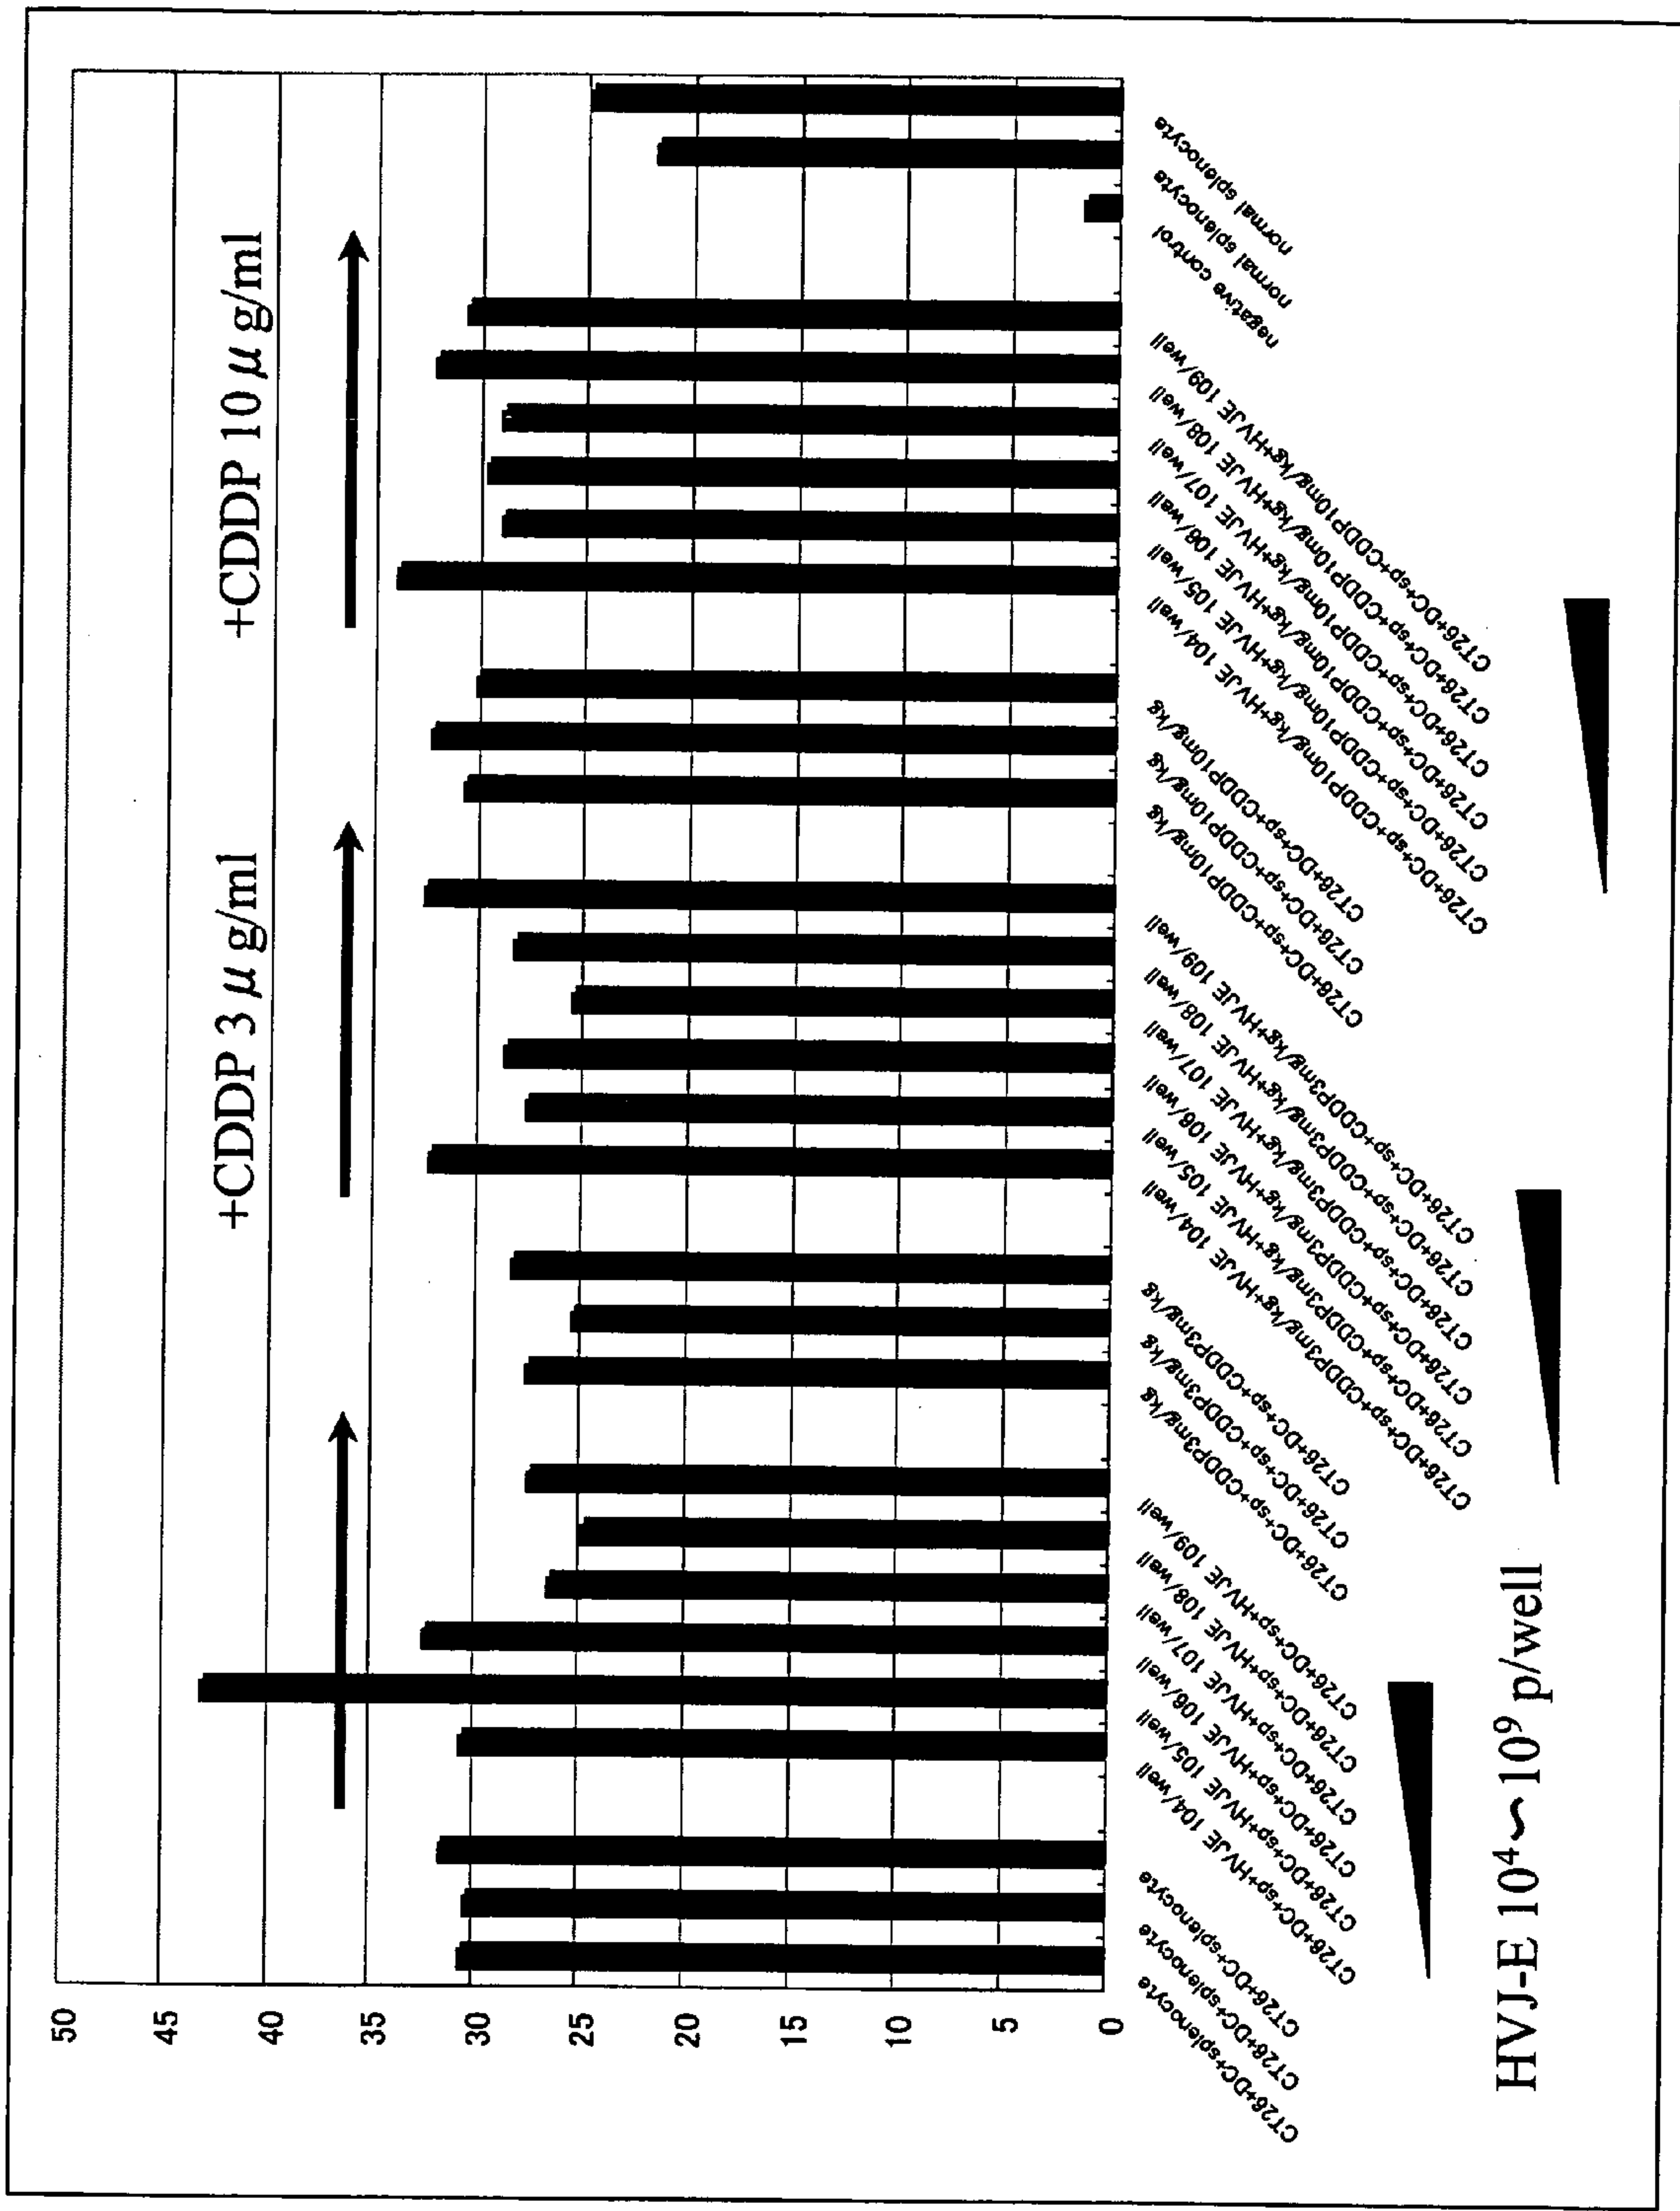 +CDDP 3 μ g/ml
+CDDP 10 μ g/ml
50
45
40
35
30
25
20
15
10
5
0
CT26+DC+splenocyte
CT26+DC+splenocyte
CT26+DC+splenocyte
CT26+DC+sp+HVJE 104/well
CT26+DC+sp+HVJE 105/well
CT26+DC+sp+HVJE 106/well
CT26+DC+sp+HVJE 107/well
CT26+DC+sp+HVJE 108/well
CT26+DC+sp+HVJE 109/well
CT26+DC+sp+CDDP3mg/kg
CT26+DC+sp+CDDP3mg/kg
CT26+DC+sp+CDDP3mg/kg
CT26+DC+sp+CDDP3mg/kg+HVJE 104/well
CT26+DC+sp+CDDP3mg/kg+HVJE 105/well
CT26+DC+sp+CDDP3mg/kg+HVJE 106/well
CT26+DC+sp+CDDP3mg/kg+HVJE 107/well
CT26+DC+sp+CDDP3mg/kg+HVJE 108/well
CT26+DC+sp+CDDP3mg/kg+HVJE 109/well
CT26+DC+sp+CDDP10mg/kg
CT26+DC+sp+CDDP10mg/kg
CT26+DC+sp+CDDP10mg/kg
CT26+DC+sp+CDDP10mg/kg+HVJE 104/well
CT26+DC+sp+CDDP10mg/kg+HVJE 105/well
CT26+DC+sp+CDDP10mg/kg+HVJE 106/well
CT26+DC+sp+CDDP10mg/kg+HVJE 107/well
CT26+DC+sp+CDDP10mg/kg+HVJE 108/well
CT26+DC+sp+CDDP10mg/kg+HVJE 109/well
negative control
normal splenocyte
normal splenocyte
HVJ-E 10⁴~10⁹ p/well